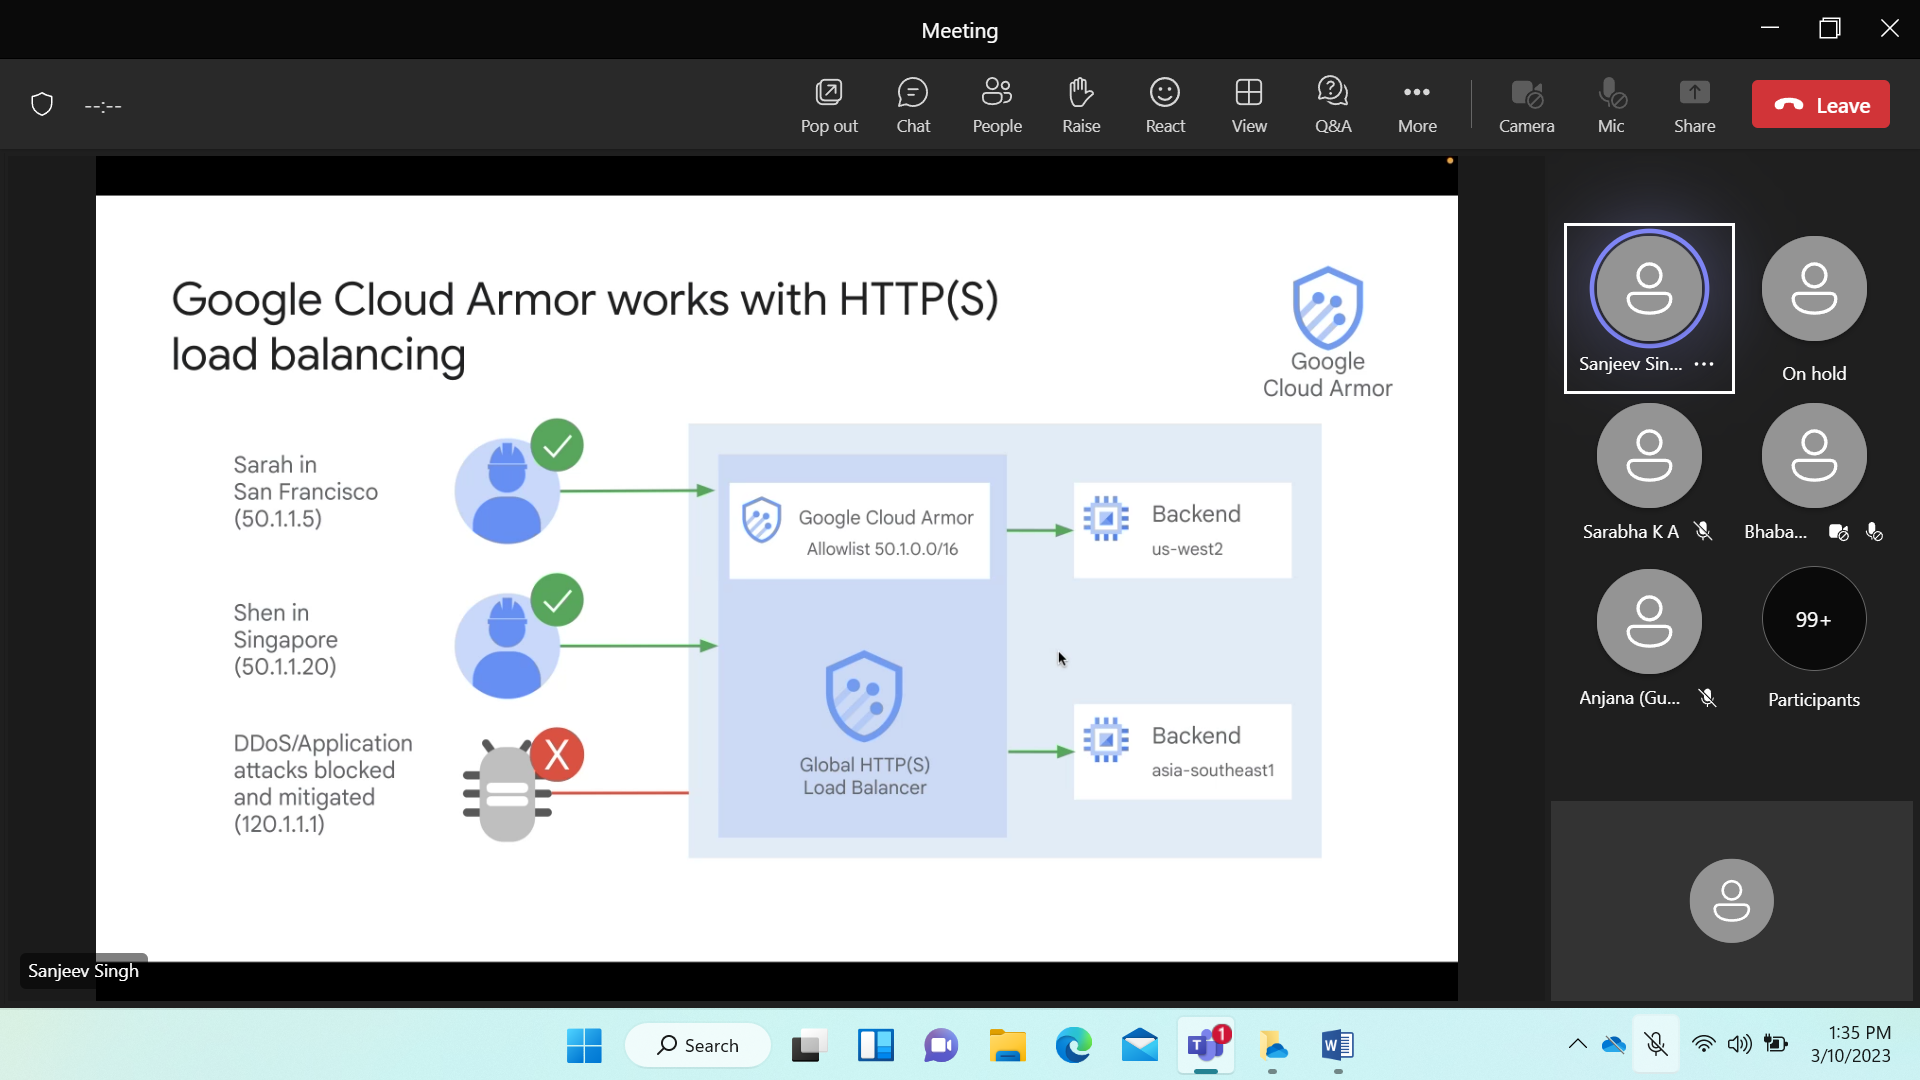 Meeting
--:--
Pop out
Chat
People
Raise
React
View
Q&A
More
Camera
Mic
Share
Leave
Google Cloud Armor works with HTTP(S)
load balancing
Google
Cloud Armor
Sarah in
San Francisco
(50.1.1.5)
Shen in
Singapore
(50.1.1.20)
DDoS/Application
attacks blocked
and mitigated
(120.1.1.1)
X
Google Cloud Armor
Allowlist 50.1.0.0/16
Global HTTP(S)
Load Balancer
Backend
us-west2
Backend
asia-southeast1
Sanjeev Singh
Sanjeev Sin...
On hold
Sarabha K A
Bhaba...
Anjana (Gu...
99+
Participants
Search
T
1
W
1:35 PM
3/10/2023